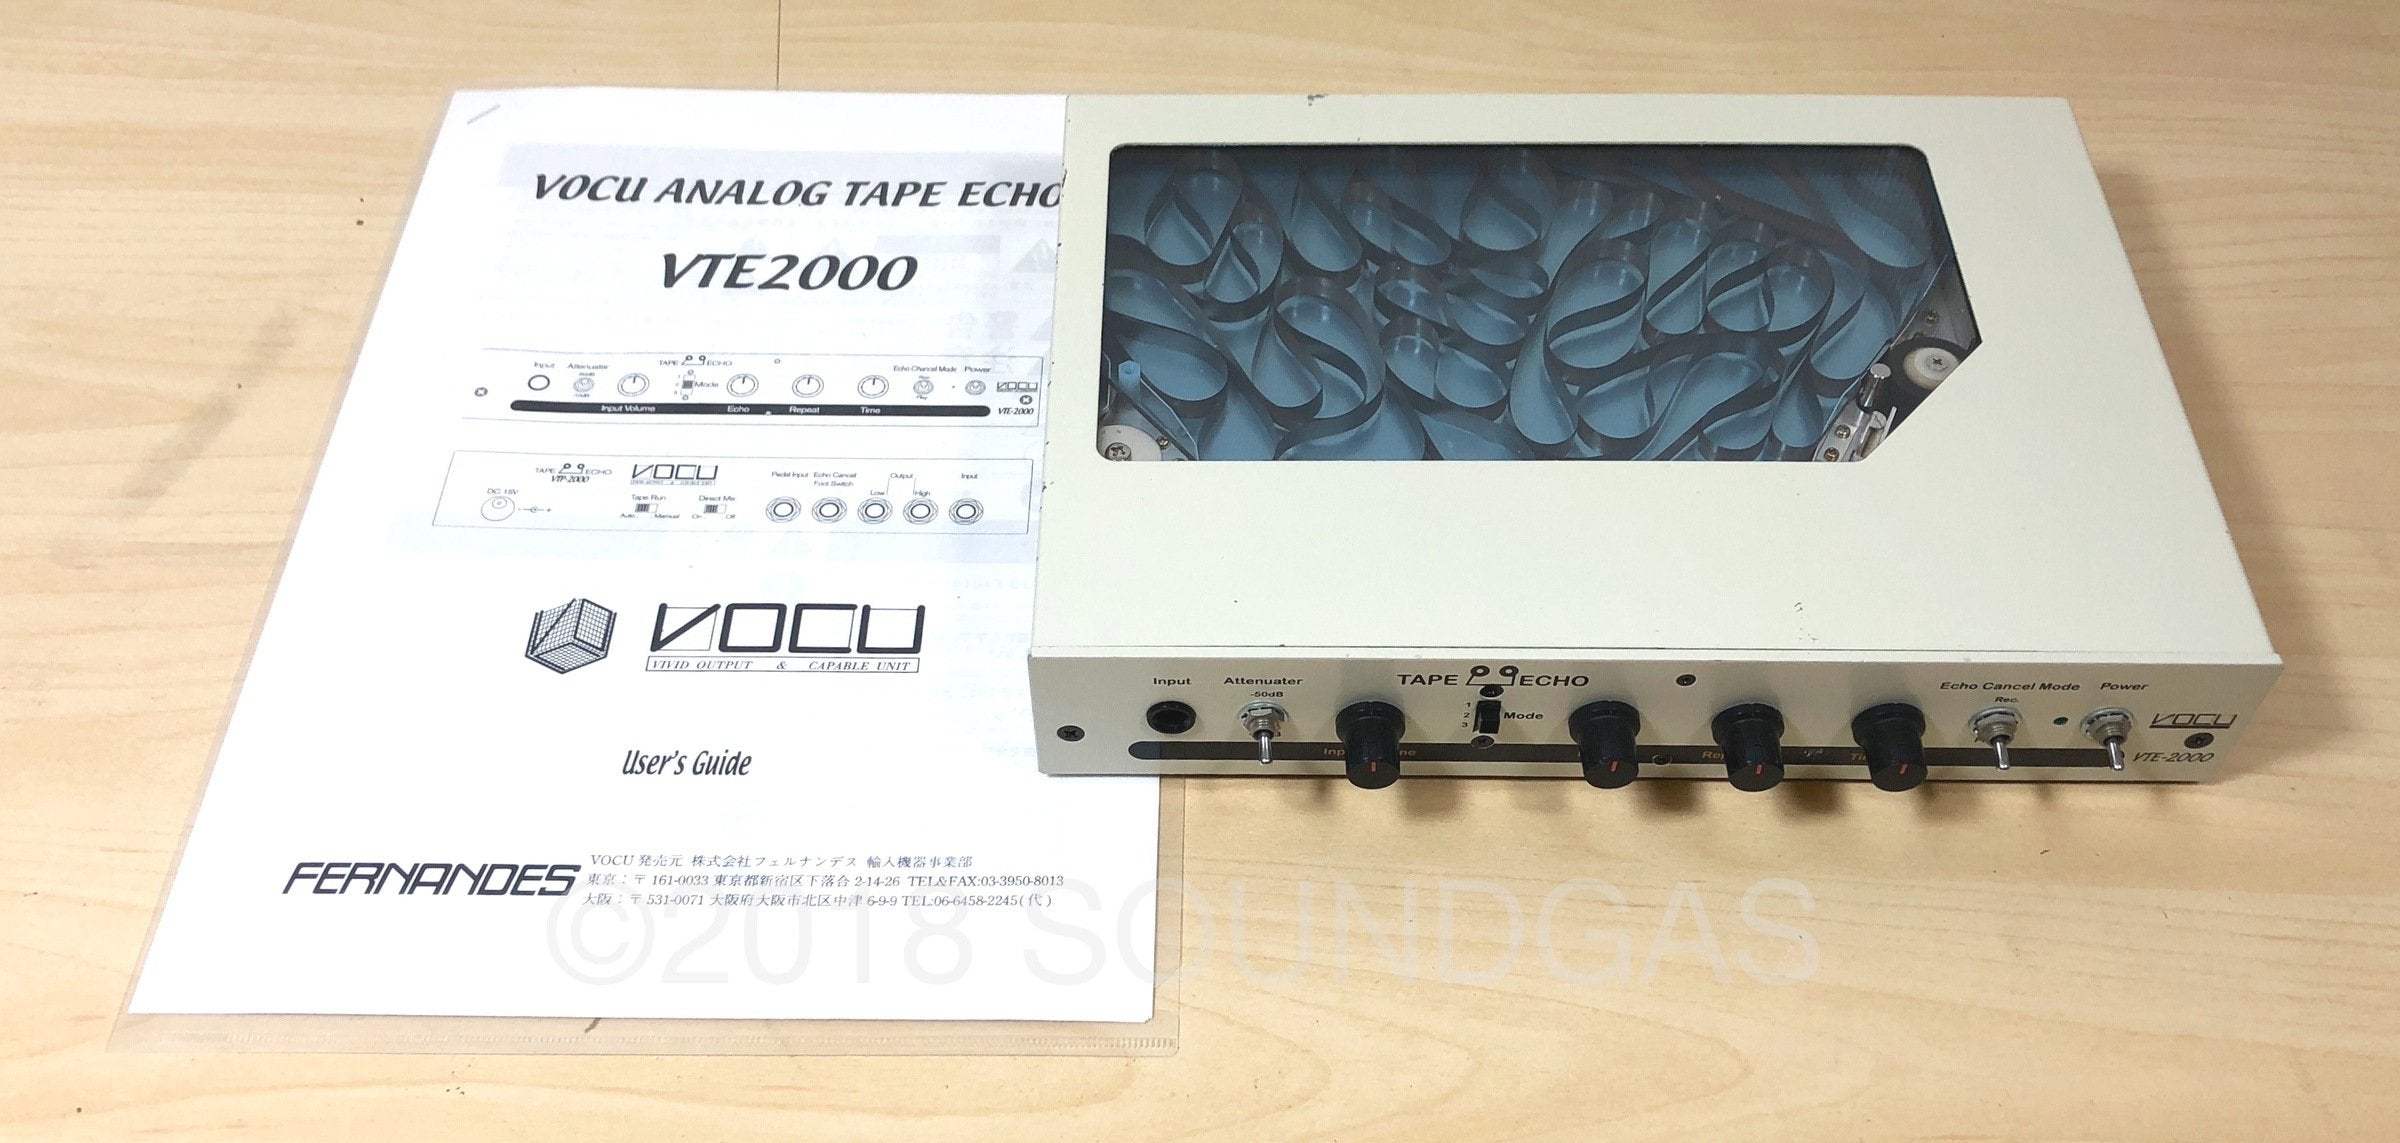 VOCU ANALOG TAPE ECHO
VTE2000
TAPE ECHO
Input Attenuater Mode Echo Chancel Mode Power
Input Volume Echo Repeat Time
VOCU
VTE-2000
TAPE ECHO
VTP-2000
VOCU
DC 15V
Tape Run Direct Mix
Auto Manual On Off
Pedal Input Echo Cancel Foot Switch Output Input
Low High
VOCU
VIVID OUTPUT & CAPABLE UNIT
User's Guide
FERNANDES
VOCU 発売元 株式会社フェルナンデス 輸入機器事業部
東京：〒 161-0033 東京都新宿区下落合 2-14-26 TEL&FAX:03-3950-8013
大阪：〒 531-0071 大阪府大阪市北区中津 6-9-9 TEL:06-6458-2245(代)
Input Attenuater
-50dB
TAPE ECHO
1
2 Mode
3
Echo Cancel Mode Power
Rec.
VOCU
VTE-2000
©2018 SOUNDGAS